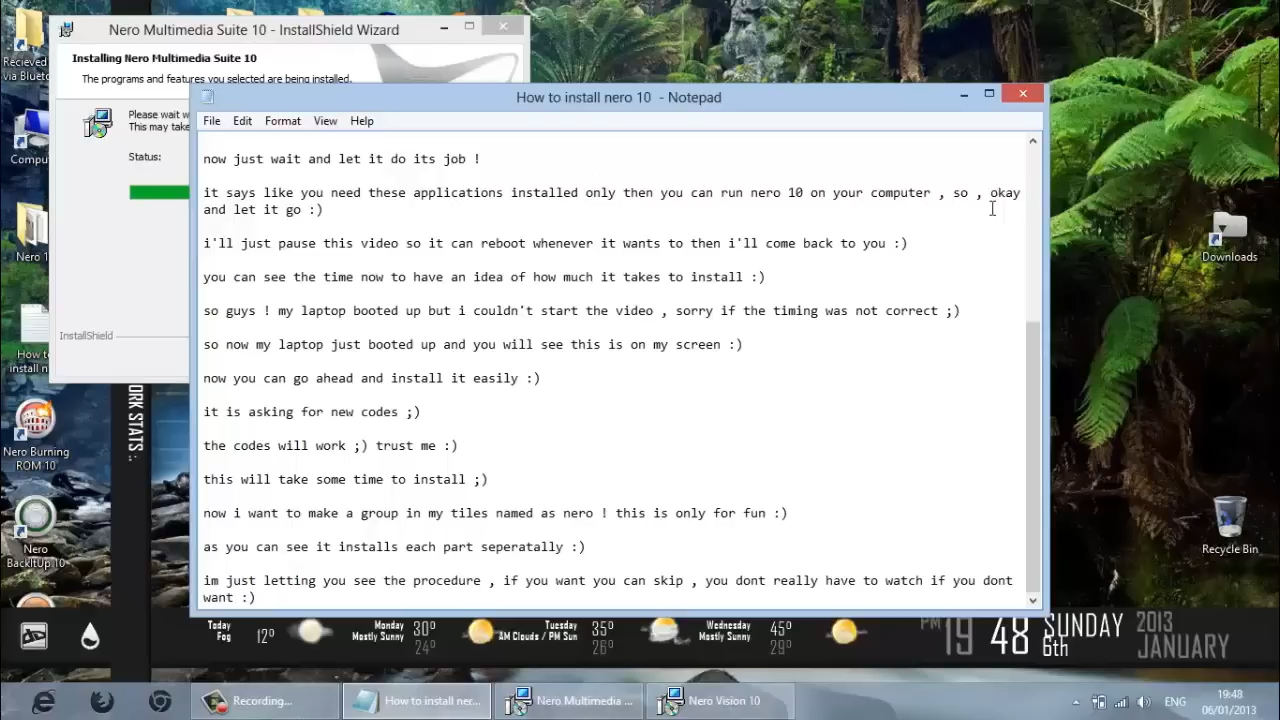 Recieved
via Blueto
Nero Multimedia Suite 10 - InstallShield Wizard
Installing Nero Multimedia Suite 10
The programs and features you selected are being installed.
Please wait w
This may take
Status:
InstallShield
How to install nero 10 - Notepad
File Edit Format View Help
now just wait and let it do its job !
it says like you need these applications installed only then you can run nero 10 on your computer , so , okay
and let it go :)
i'll just pause this video so it can reboot whenever it wants to then i'll come back to you :)
you can see the time now to have an idea of how much it takes to install :)
so guys ! my laptop booted up but i couldn't start the video , sorry if the timing was not correct ;)
so now my laptop just booted up and you will see this is on my screen :)
now you can go ahead and install it easily :)
it is asking for new codes ;)
the codes will work ;) trust me :)
this will take some time to install ;)
now i want to make a group in my tiles named as nero ! this is only for fun :)
as you can see it installs each part seperatally :)
im just letting you see the procedure , if you want you can skip , you dont really have to watch if you dont
want :)
Compu
Nero 1
How to
install n
Nero Burning
ROM 10
Nero
BackItUp 10
ORK STATS .:
Downloads
Recycle Bin
Today
Fog
12°
Monday
Mostly Sunny
30°
24°
Tuesday
AM Clouds / PM Sun
35°
26°
Wednesday
Mostly Sunny
45°
29°
PM 19 48 SUNDAY 6th 2013 JANUARY
Recording...
How to install ner...
Nero Multimedia ...
Nero Vision 10
ENG
19:48
06/01/2013